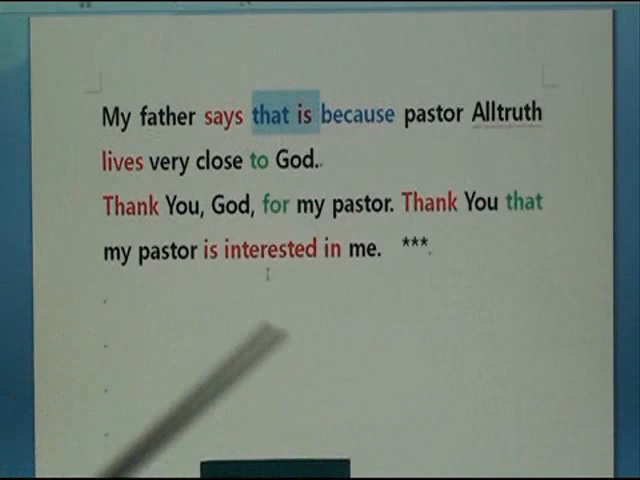 My father says that is because pastor Alltruth
lives very close to God.
Thank You, God, for my pastor. Thank You that
my pastor is interested in me. ***